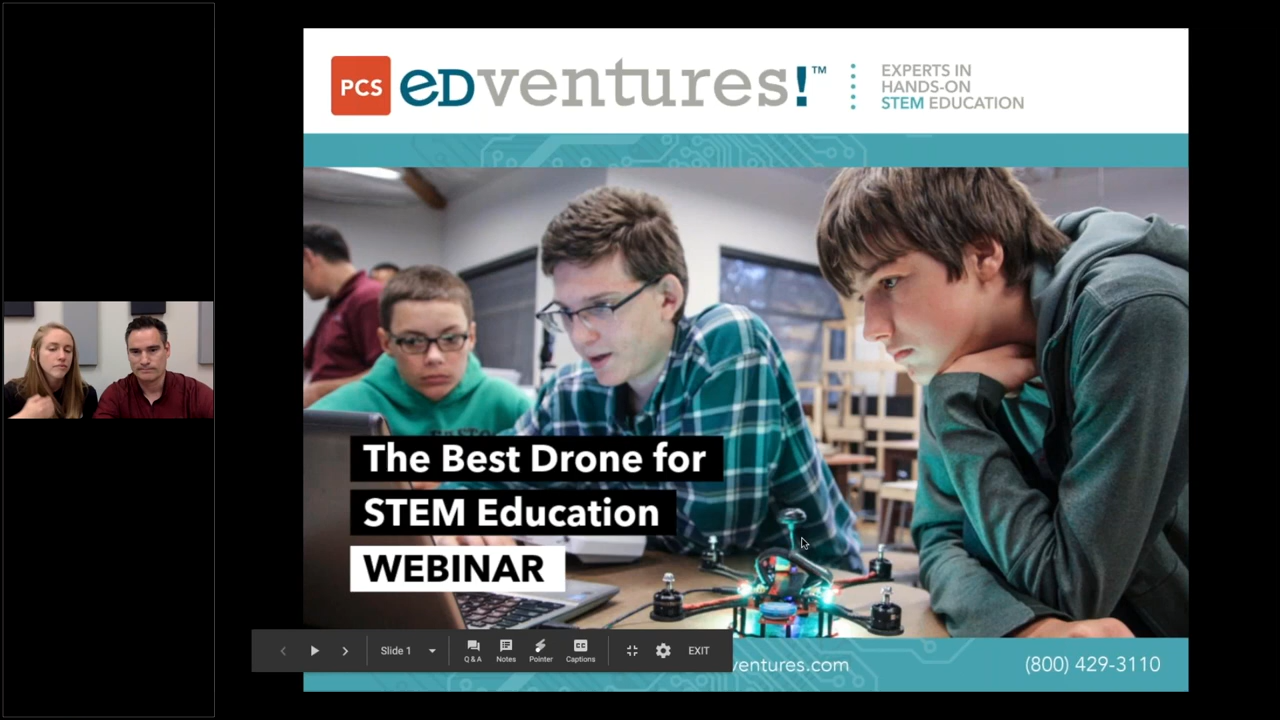 PCS
edventures!™
EXPERTS IN
HANDS-ON
STEM EDUCATION
The Best Drone for
STEM Education
WEBINAR
Slide 1
Q & A
Notes
Pointer
Captions
EXIT
ventures.com
(800) 429-3110